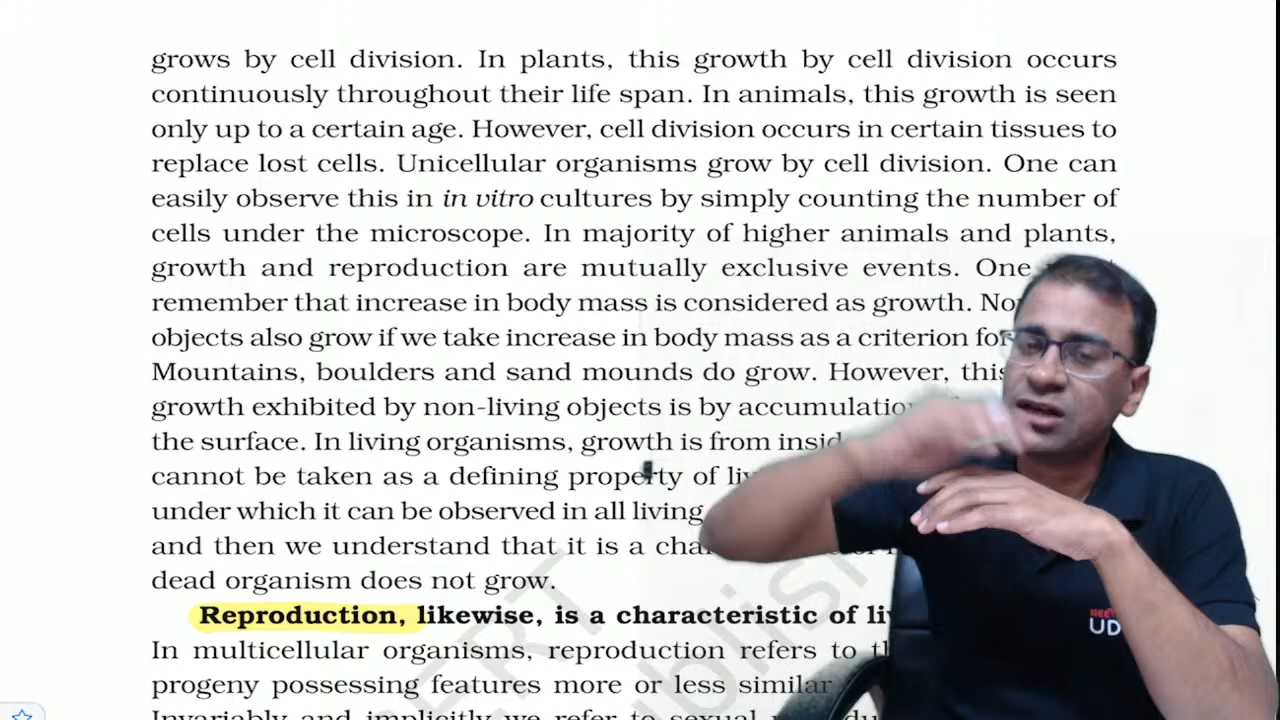 grows by cell division. In plants, this growth by cell division occurs
continuously throughout their life span. In animals, this growth is seen
only up to a certain age. However, cell division occurs in certain tissues to
replace lost cells. Unicellular organisms grow by cell division. One can
easily observe this in in vitro cultures by simply counting the number of
cells under the microscope. In majority of higher animals and plants,
growth and reproduction are mutually exclusive events. One
remember that increase in body mass is considered as growth.
objects also grow if we take increase in body mass as a criterion for
Mountains, boulders and sand mounds do grow. However, this
growth exhibited by non-living objects is by
the surface. In living organisms, growth is from
cannot be taken as a defining property of
under which it can be observed in all living
and then we understand that it is a
dead organism does not grow.
Reproduction, likewise, is a characteristic of
In multicellular organisms, reproduction refers to
progeny possessing features more or less similar
Invariably and implicitly we refer to sexual
UD